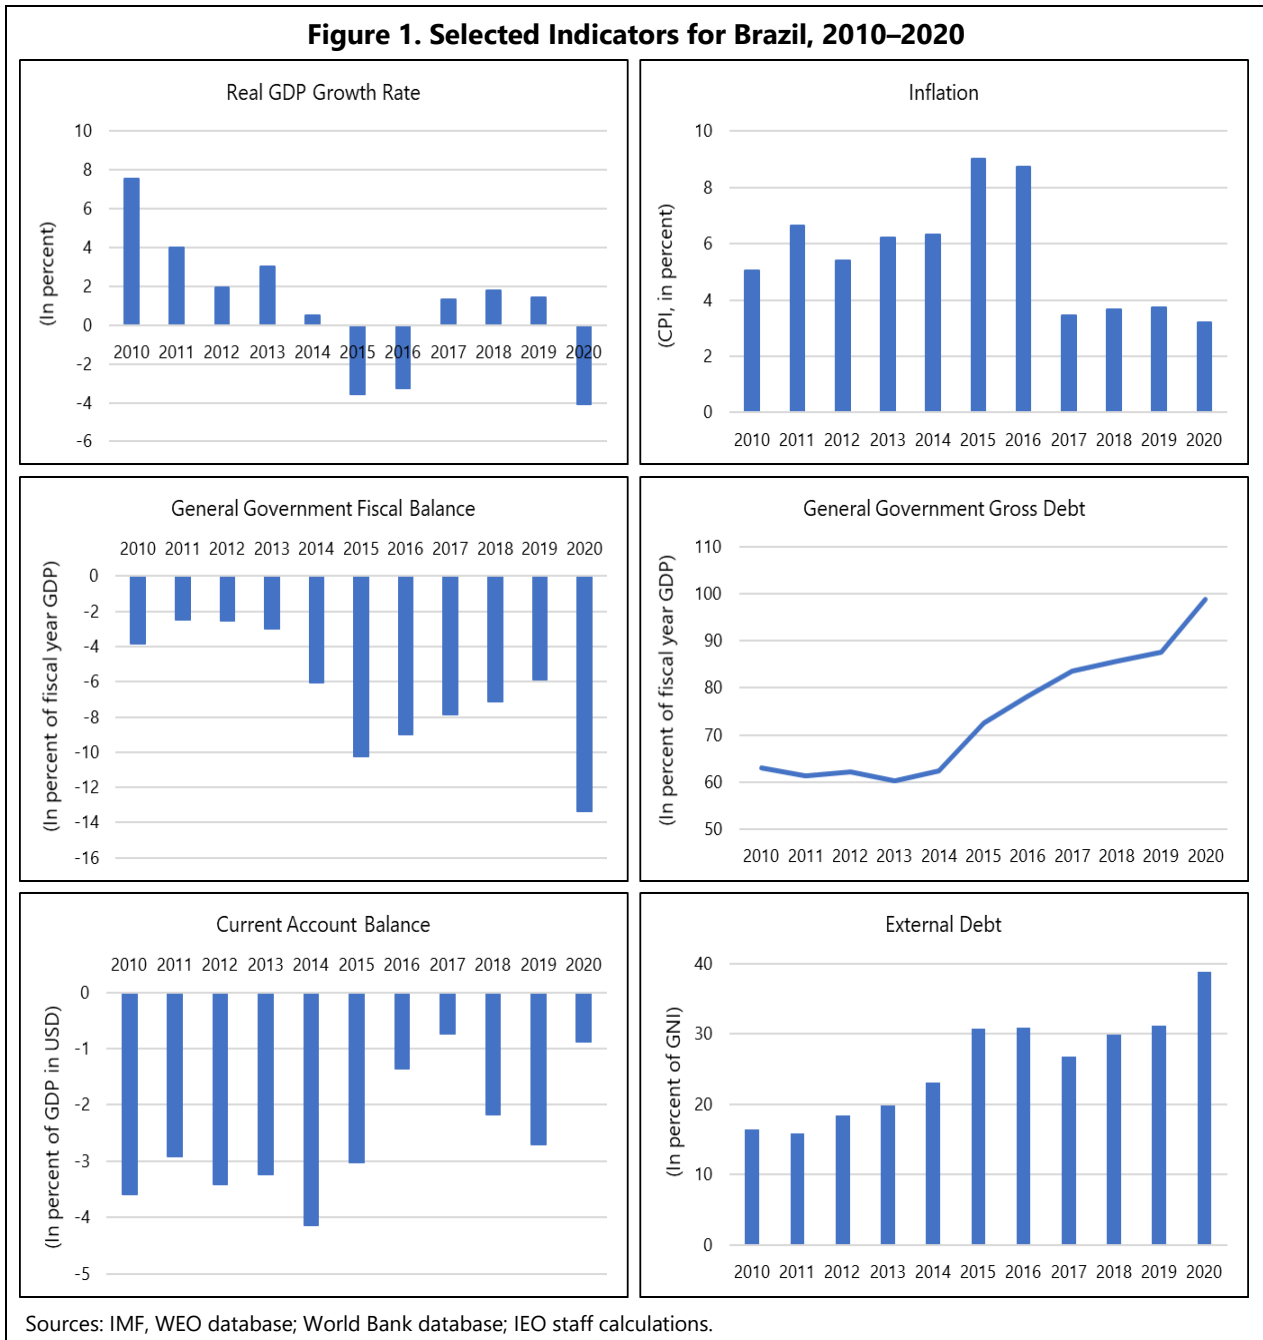 Figure 1. Selected Indicators for Brazil, 2010–2020
Real GDP Growth Rate
(In percent)
10
8
6
4
2
0
-2
-4
-6
2010 2011 2012 2013 2014 2015 2016 2017 2018 2019 2020
Inflation
(CPI, in percent)
10
8
6
4
2
0
2010 2011 2012 2013 2014 2015 2016 2017 2018 2019 2020
General Government Fiscal Balance
2010 2011 2012 2013 2014 2015 2016 2017 2018 2019 2020
(In percent of fiscal year GDP)
0
-2
-4
-6
-8
-10
-12
-14
-16
General Government Gross Debt
(In percent of fiscal year GDP)
110
100
90
80
70
60
50
2010 2011 2012 2013 2014 2015 2016 2017 2018 2019 2020
Current Account Balance
2010 2011 2012 2013 2014 2015 2016 2017 2018 2019 2020
(In percent of GDP in USD)
0
-1
-2
-3
-4
-5
External Debt
(In percent of GNI)
40
30
20
10
0
2010 2011 2012 2013 2014 2015 2016 2017 2018 2019 2020
Sources: IMF, WEO database; World Bank database; IEO staff calculations.